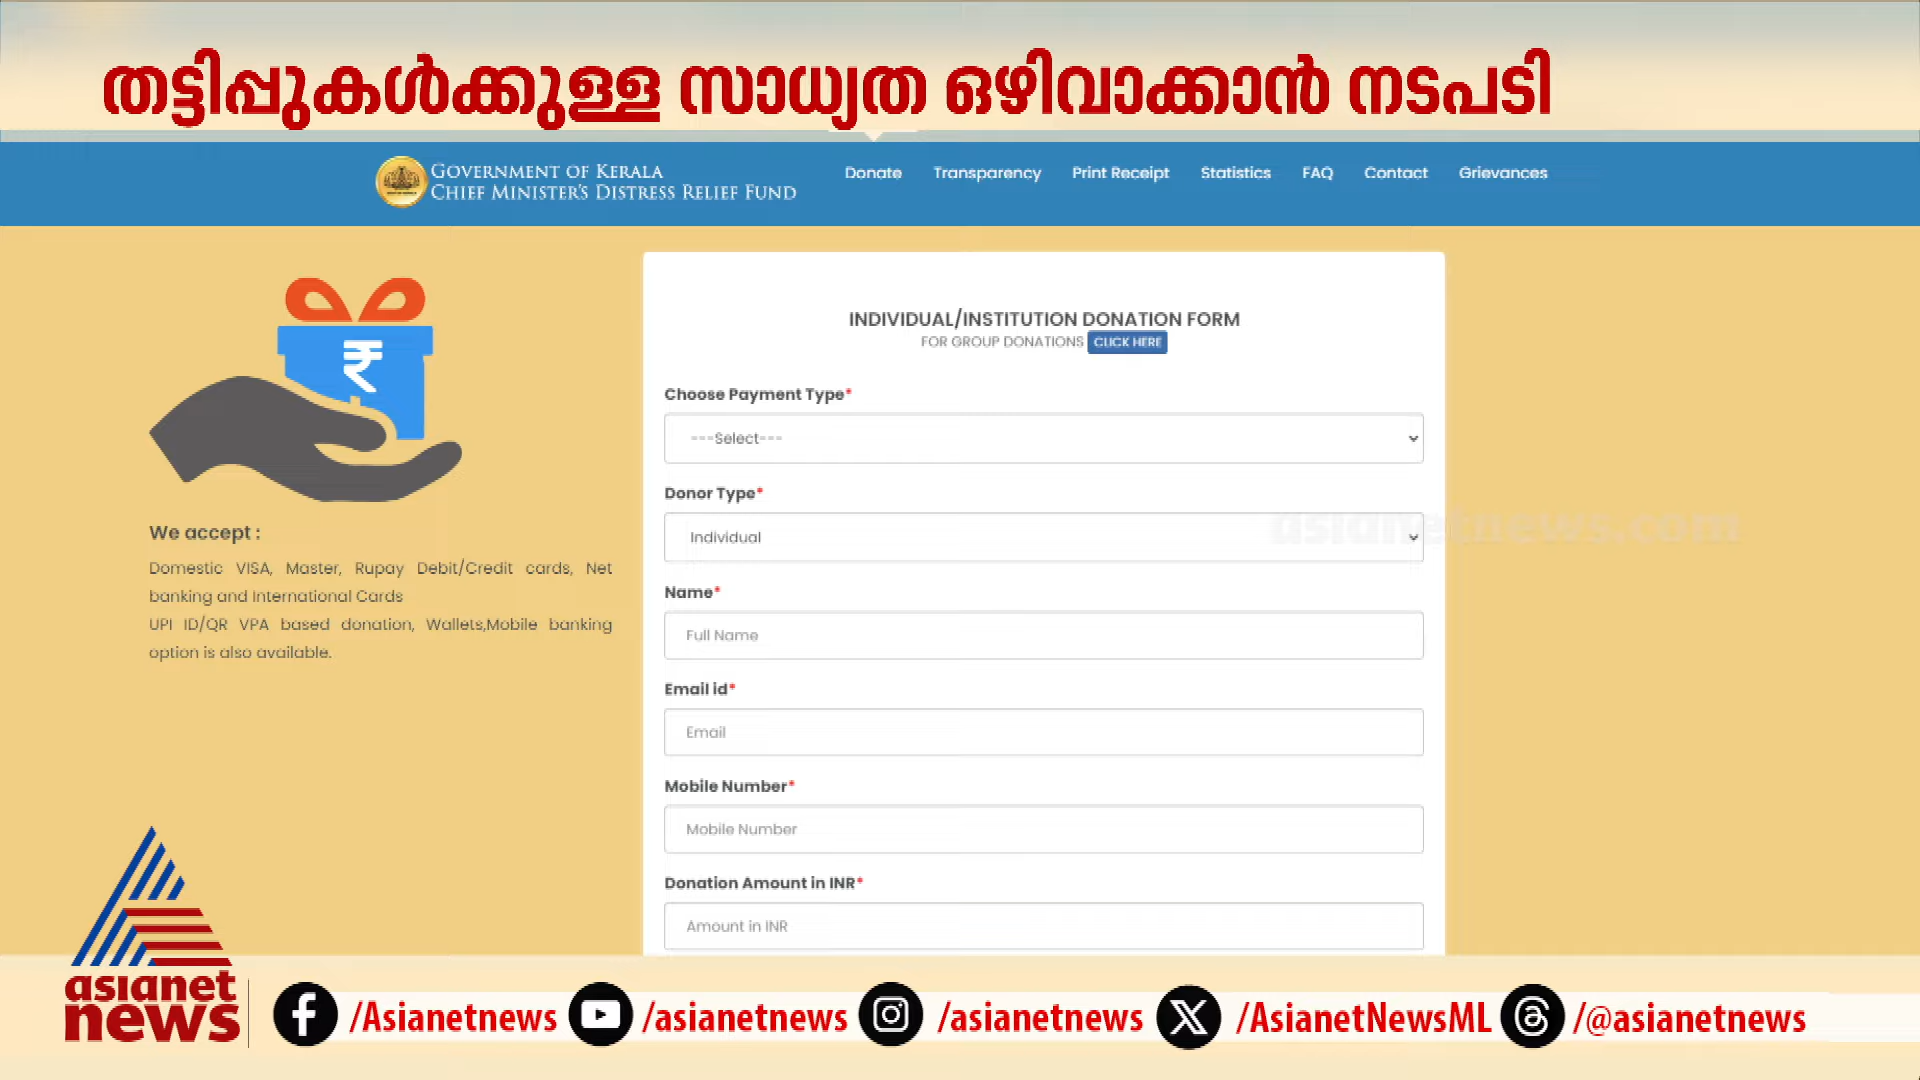 തട്ടിപ്പുകൾക്കുള്ള സാധ്യത ഒഴിവാക്കാൻ നടപടി
GOVERNMENT OF KERALA
CHIEF MINISTER'S DISTRESS RELIEF FUND
Donate Transparency Print Receipt Statistics FAQ Contact Grievances
₹
We accept :
Domestic VISA, Master, Rupay Debit/Credit cards, Net
banking and International Cards
UPI ID/QR VPA based donation, Wallets,Mobile banking
option is also available.
INDIVIDUAL/INSTITUTION DONATION FORM
FOR GROUP DONATIONS CLICK HERE
Choose Payment Type*
---Select---
Donor Type*
Individual
asianetnews.com
Name*
Full Name
Email id*
Email
Mobile Number*
Mobile Number
Donation Amount in INR*
Amount in INR
asianet
news
/Asianetnews /asianetnews /asianetnews /AsianetNewsML /@asianetnews